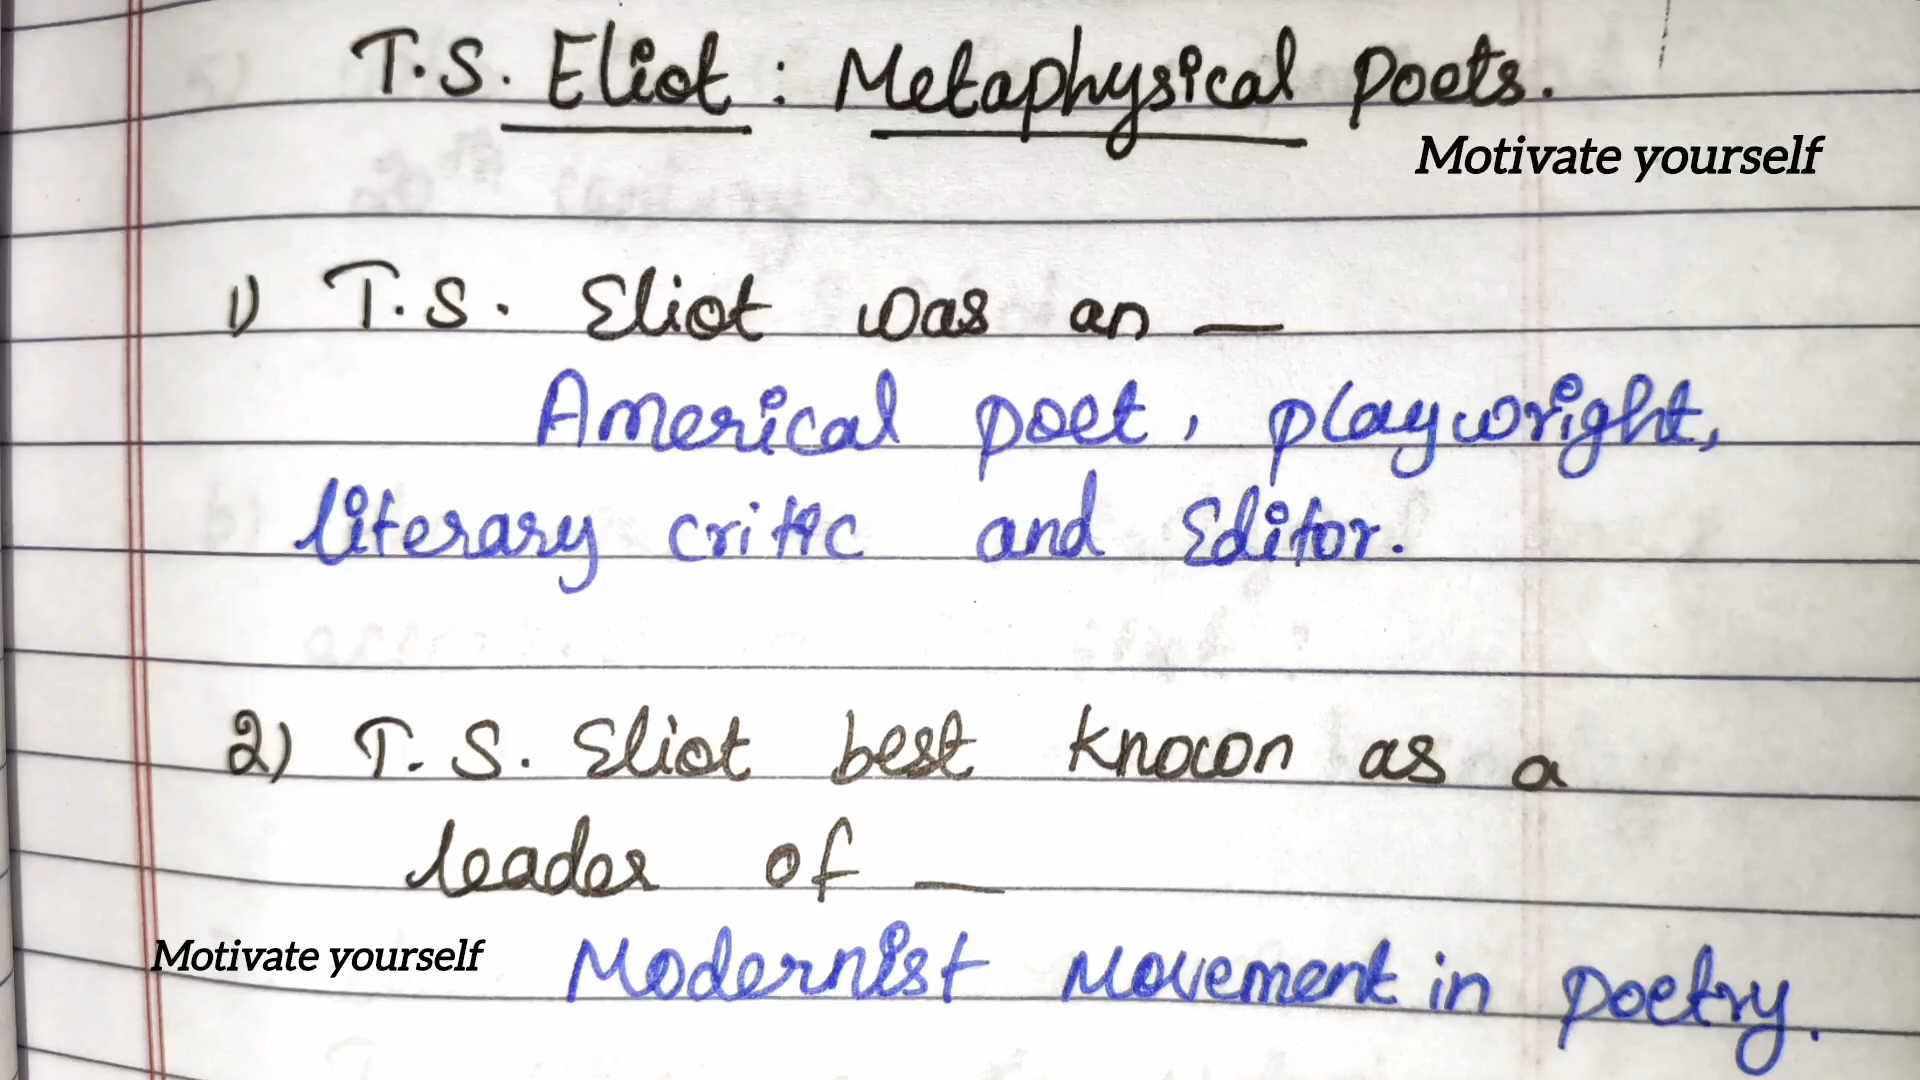 T.S. Eliot : Metaphysical Poets.
Motivate yourself
1) T.S. Eliot was an —
Americal poet, playwright,
literary critic and Editor.
2) T.S. Eliot best known as a
leader of —
Motivate yourself
Modernist Movement in poetry.